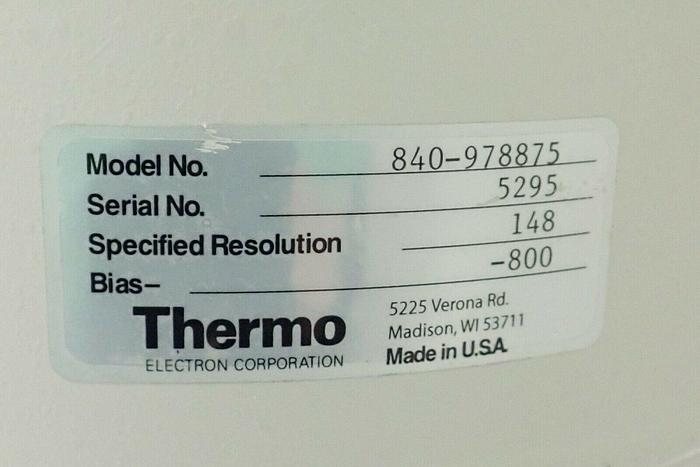 Model No. 840-978875
Serial No. 5295
Specified Resolution 148
Bias- -800
Thermo
ELECTRON CORPORATION
5225 Verona Rd.
Madison, WI 53711
Made in U.S.A.